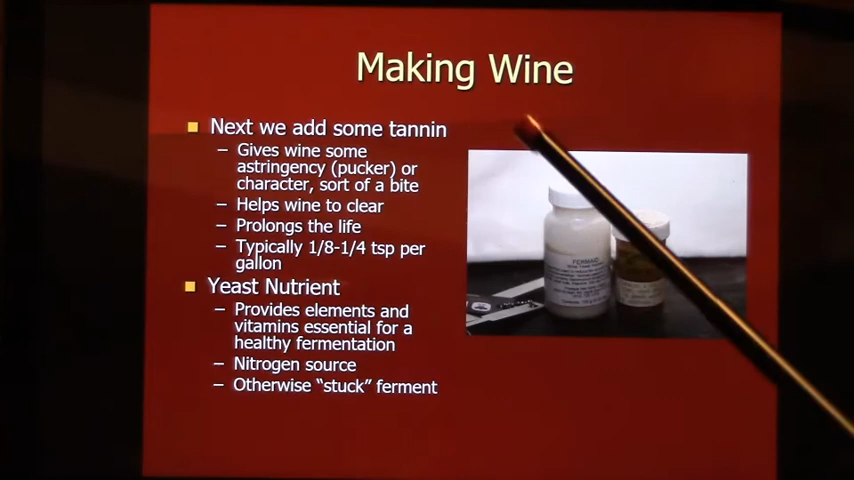 Making Wine
Next we add some tannin
– Gives wine some
astringency (pucker) or
character, sort of a bite
– Helps wine to clear
– Prolongs the life
– Typically 1/8-1/4 tsp per
gallon
Yeast Nutrient
– Provides elements and
vitamins essential for a
healthy fermentation
– Nitrogen source
– Otherwise “stuck” ferment
FERMAID